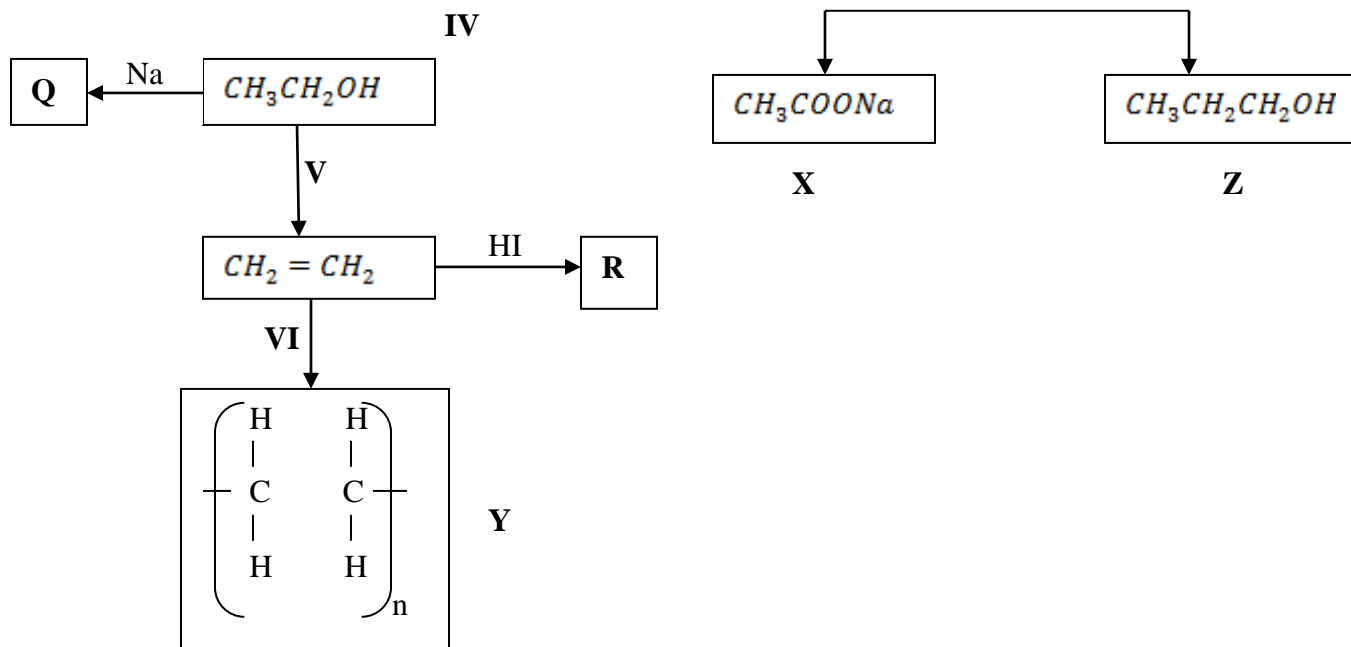 IV
Q
Na
CH₃CH₂OH
CH₃COONa
CH₃CH₂CH₂OH
V
X
Z
CH₂ = CH₂
HI
R
VI
H H
C C
H H
n
Y